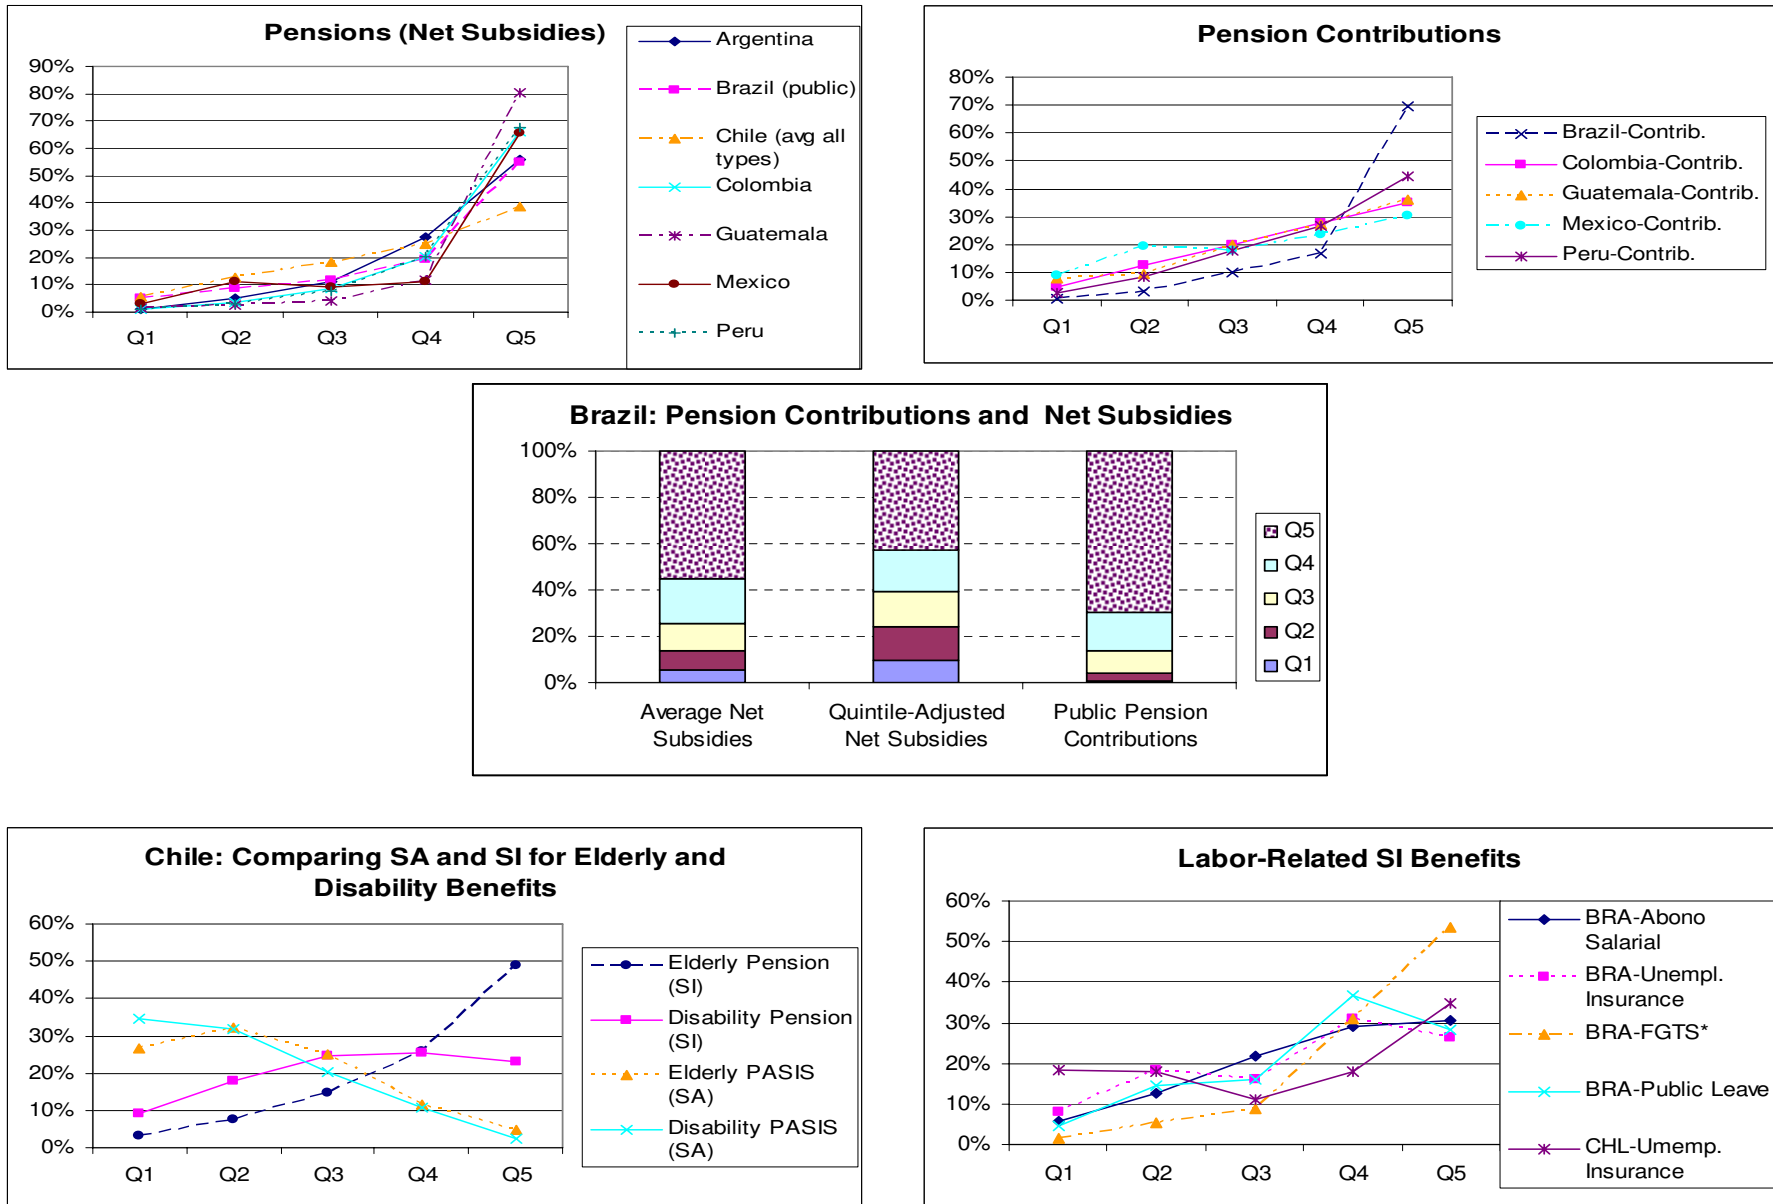 Pensions (Net Subsidies)
90%
80%
70%
60%
50%
40%
30%
20%
10%
0%
Q1 Q2 Q3 Q4 Q5
Argentina
Brazil (public)
Chile (avg all
types)
Colombia
Guatemala
Mexico
Peru
Pension Contributions
80%
70%
60%
50%
40%
30%
20%
10%
0%
Q1 Q2 Q3 Q4 Q5
Brazil-Contrib.
Colombia-Contrib.
Guatemala-Contrib.
Mexico-Contrib.
Peru-Contrib.
Brazil: Pension Contributions and Net Subsidies
100%
80%
60%
40%
20%
0%
Average Net
Subsidies
Quintile-Adjusted
Net Subsidies
Public Pension
Contributions
Q5
Q4
Q3
Q2
Q1
Chile: Comparing SA and SI for Elderly and
Disability Benefits
60%
50%
40%
30%
20%
10%
0%
Q1 Q2 Q3 Q4 Q5
Elderly Pension
(SI)
Disability Pension
(SI)
Elderly PASIS
(SA)
Disability PASIS
(SA)
Labor-Related SI Benefits
60%
50%
40%
30%
20%
10%
0%
Q1 Q2 Q3 Q4 Q5
BRA-Abono
Salarial
BRA-Unempl.
Insurance
BRA-FGTS*
BRA-Public Leave
CHL-Umemp.
Insurance